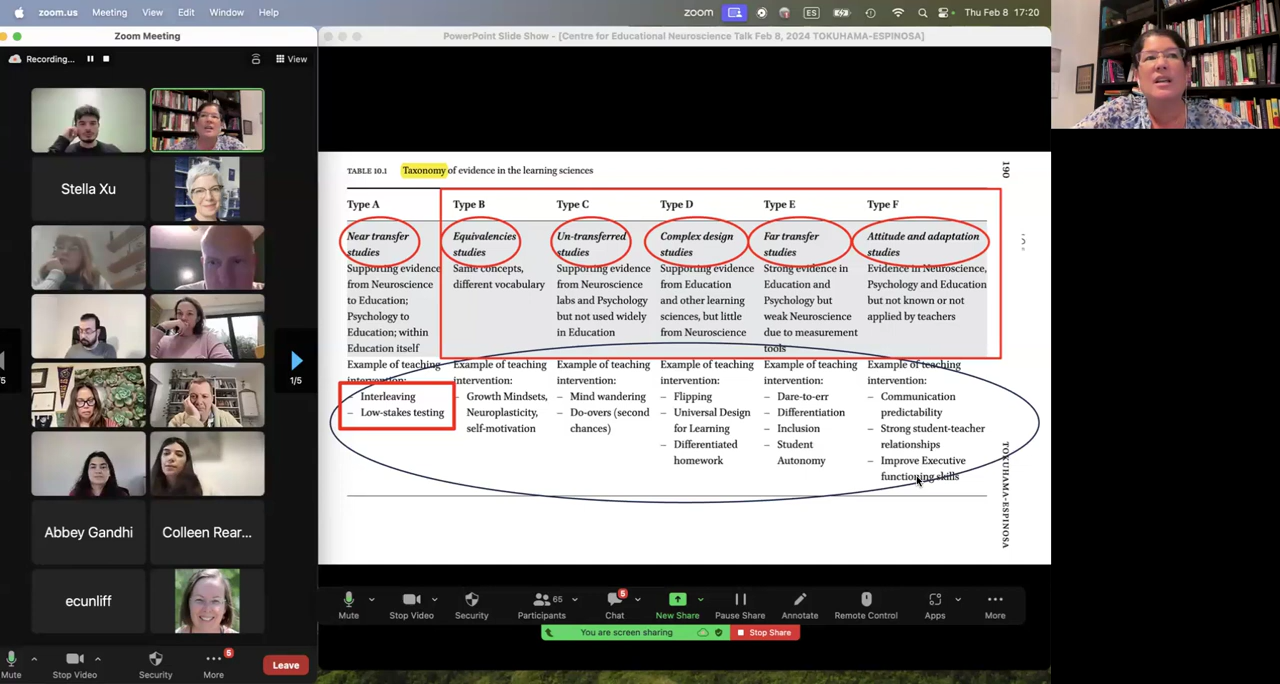 zoom.us Meeting View Edit Window Help
zoom ES Thu Feb 8 17:20
Zoom Meeting
PowerPoint Slide Show - [Centre for Educational Neuroscience Talk Feb 8, 2024 TOKUHAMA-ESPINOSA]
Recording...
View
Stella Xu
1/5
Abbey Gandhi
Colleen Rear...
ecunliff
Mute
Stop Video
Security
5
More
Leave
TABLE 10.1 Taxonomy of evidence in the learning sciences
190
Type A
Near transfer
studies
Supporting evidence
from Neuroscience
to Education;
Psychology to
Education; within
Education itself
Example of teaching
intervention:
– Interleaving
– Low-stakes testing
Type B
Equivalencies
studies
Same concepts,
different vocabulary
Example of teaching
intervention:
– Growth Mindsets,
Neuroplasticity,
self-motivation
Type C
Un-transferred
studies
Supporting evidence
from Neuroscience
labs and Psychology
but not used widely
in Education
Example of teaching
intervention:
– Mind wandering
– Do-overs (second
chances)
Type D
Complex design
studies
Supporting evidence
from Education
and other learning
sciences, but little
from Neuroscience
Example of teaching
intervention:
– Flipping
– Universal Design
for Learning
– Differentiated
homework
Type E
Far transfer
studies
Strong evidence in
Education and
Psychology but
weak Neuroscience
due to measurement
tools
Example of teaching
intervention:
– Dare-to-err
– Differentiation
– Inclusion
– Student
Autonomy
Type F
Attitude and adaptation
studies
Evidence in Neuroscience,
Psychology and Education
but not known or not
applied by teachers
Example of teaching
intervention:
– Communication
predictability
– Strong student-teacher
relationships
– Improve Executive
functioning skills
TOKUHAMA-ESPINOSA
Mute
Stop Video
Security
65
Participants
5
Chat
New Share
Pause Share
Annotate
Remote Control
Apps
More
You are screen sharing
Stop Share